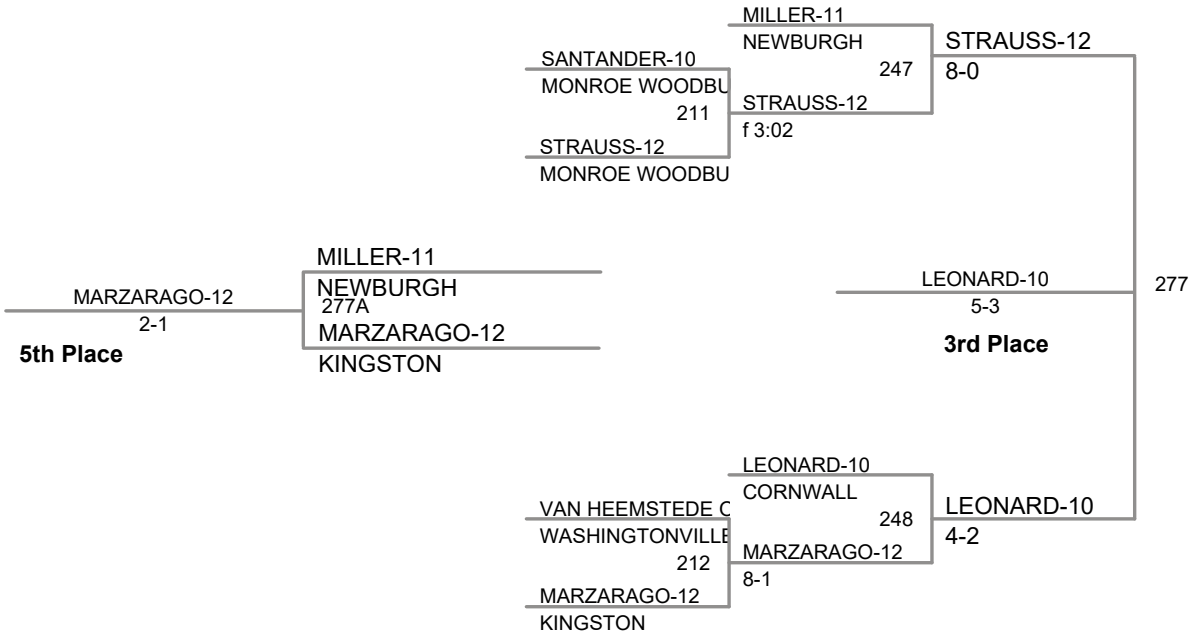 MILLER-11
NEWBURGH
STRAUSS-12
247
8-0
SANTANDER-10
MONROE WOODBU
211
STRAUSS-12
f 3:02
STRAUSS-12
MONROE WOODBU
MILLER-11
NEWBURGH
277A
MARZARAGO-12
2-1
5th Place
MARZARAGO-12
KINGSTON
LEONARD-10
5-3
3rd Place
277
LEONARD-10
CORNWALL
248
LEONARD-10
4-2
VAN HEEMSTEDE C
WASHINGTONVILLE
212
MARZARAGO-12
8-1
MARZARAGO-12
KINGSTON